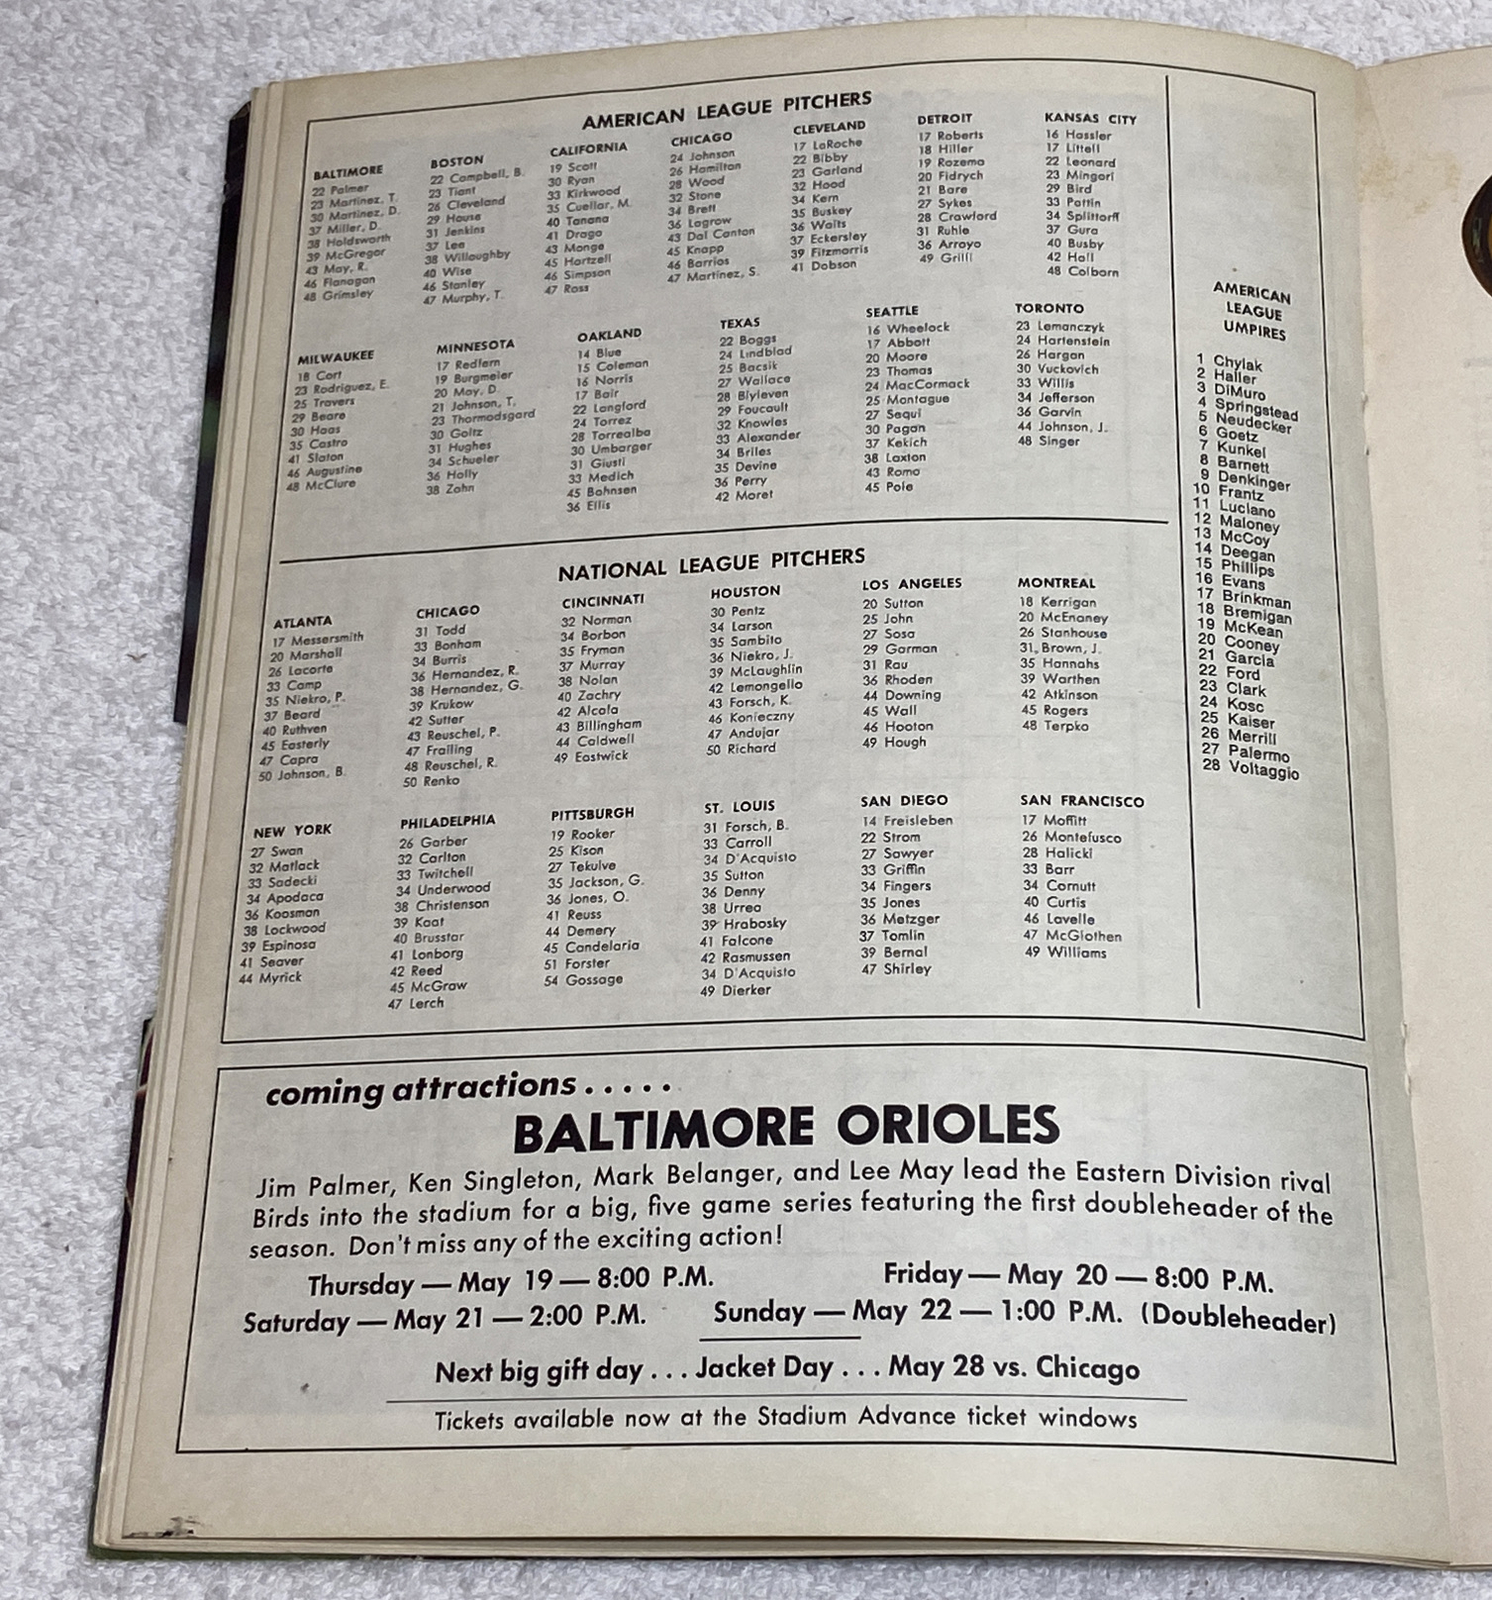 AMERICAN LEAGUE PITCHERS
BALTIMORE
22 Palmer
23 Martinez, T.
30 Martinez, D.
37 Miller, D.
38 Holdsworth
39 McGregor
43 May, R.
46 Flanagan
48 Grimsley
BOSTON
22 Campbell, B.
23 Tiant
26 Cleveland
29 House
31 Jenkins
37 Lee
38 Willoughby
40 Wise
46 Stanley
47 Murphy, T.
CALIFORNIA
19 Scott
30 Ryan
33 Kirkwood
35 Cuellar, M.
40 Tanana
41 Drago
43 Monge
45 Hartzell
46 Simpson
47 Ross
CHICAGO
24 Johnson
26 Hamilton
28 Wood
32 Stone
34 Brett
36 Lagrow
43 Dal Canton
45 Knapp
46 Barrios
47 Martinez, S.
CLEVELAND
17 LaRoche
22 Bibby
23 Garland
32 Hood
34 Kern
35 Buskey
36 Waits
37 Eckersley
39 Fitzmorris
41 Dobson
DETROIT
17 Roberts
18 Hiller
19 Rozema
20 Fidrych
21 Bare
27 Sykes
28 Crawford
31 Ruhle
36 Arroyo
49 Grilli
KANSAS CITY
16 Hassler
17 Littell
22 Leonard
23 Mingori
29 Bird
33 Pattin
34 Splittorff
37 Gura
40 Busby
42 Hall
48 Colborn
MILWAUKEE
18 Cort
23 Rodriguez, E.
25 Travers
29 Beare
30 Haas
35 Castro
41 Slaton
46 Augustine
48 McClure
MINNESOTA
17 Redfern
19 Burgmeier
20 May, D.
21 Johnson, T.
23 Thormodsgard
30 Goltz
31 Hughes
34 Schueler
36 Holly
38 Zahn
OAKLAND
14 Blue
15 Coleman
16 Norris
17 Bair
22 Langford
24 Torrez
28 Torrealba
30 Umbarger
31 Giusti
33 Medich
45 Bahnsen
36 Ellis
TEXAS
22 Boggs
24 Lindblad
25 Bacsik
27 Wallace
28 Blyleven
29 Foucault
32 Knowles
33 Alexander
34 Briles
35 Devine
36 Perry
42 Moret
SEATTLE
16 Wheelock
17 Abbott
20 Moore
23 Thomas
24 MacCormack
25 Montague
27 Segui
30 Pagan
37 Kekich
38 Laxton
43 Romo
45 Pole
TORONTO
23 Lemanczyk
24 Hartenstein
26 Hargan
30 Vuckovich
33 Willis
34 Jefferson
36 Garvin
44 Johnson, J.
48 Singer
NATIONAL LEAGUE PITCHERS
ATLANTA
17 Messersmith
20 Marshall
26 Lacorte
33 Camp
35 Niekro, P.
37 Beard
40 Ruthven
45 Easterly
47 Capra
50 Johnson, B.
CHICAGO
31 Todd
33 Bonham
34 Burris
36 Hernandez, R.
38 Hernandez, G.
39 Krukow
42 Sutter
43 Reuschel, P.
47 Frailing
48 Reuschel, R.
50 Renko
CINCINNATI
32 Norman
34 Borbon
35 Fryman
37 Murray
38 Nolan
40 Zachry
42 Alcala
43 Billingham
44 Caldwell
49 Eastwick
HOUSTON
30 Pentz
34 Larson
35 Sambito
36 Niekro, J.
39 McLaughlin
42 Lemongello
43 Forsch, K.
46 Konieczny
47 Andujar
50 Richard
LOS ANGELES
20 Sutton
25 John
27 Sosa
29 Garman
31 Rau
36 Rhoden
44 Downing
45 Wall
46 Hooton
49 Hough
MONTREAL
18 Kerrigan
20 McEnaney
26 Stanhouse
31, Brown, J.
35 Hannahs
39 Warthen
42 Atkinson
45 Rogers
48 Terpko
NEW YORK
27 Swan
32 Matlack
33 Sadecki
34 Apodaca
36 Koosman
38 Lockwood
39 Espinosa
41 Seaver
44 Myrick
PHILADELPHIA
26 Garber
32 Carlton
33 Twitchell
34 Underwood
38 Christenson
39 Kaat
40 Brusstar
41 Lonborg
42 Reed
45 McGraw
47 Lerch
PITTSBURGH
19 Rooker
25 Kison
27 Tekulve
35 Jackson, G.
36 Jones, O.
41 Reuss
44 Demery
45 Candelaria
51 Forster
54 Gossage
ST. LOUIS
31 Forsch, B.
33 Carroll
34 D'Acquisto
35 Sutton
36 Denny
38 Urrea
39 Hrabosky
41 Falcone
42 Rasmussen
34 D'Acquisto
49 Dierker
SAN DIEGO
14 Freisleben
22 Strom
27 Sawyer
33 Griffin
34 Fingers
35 Jones
36 Metzger
37 Tomlin
39 Bernal
47 Shirley
SAN FRANCISCO
17 Moffitt
26 Montefusco
28 Halicki
33 Barr
34 Cornutt
40 Curtis
46 Lavelle
47 McGlothen
49 Williams
AMERICAN
LEAGUE
UMPIRES
1 Chylak
2 Haller
3 DiMuro
4 Springstead
5 Neudecker
6 Goetz
7 Kunkel
8 Barnett
9 Denkinger
10 Frantz
11 Luciano
12 Maloney
13 McCoy
14 Deegan
15 Phillips
16 Evans
17 Brinkman
18 Bremigan
19 McKean
20 Cooney
21 Garcia
22 Ford
23 Clark
24 Kosc
25 Kaiser
26 Merrill
27 Palermo
28 Voltaggio
coming attractions . . . . .
BALTIMORE ORIOLES
Jim Palmer, Ken Singleton, Mark Belanger, and Lee May lead the Eastern Division rival
Birds into the stadium for a big, five game series featuring the first doubleheader of the
season. Don't miss any of the exciting action!
Thursday — May 19 — 8:00 P.M. Friday — May 20 — 8:00 P.M.
Saturday — May 21 — 2:00 P.M. Sunday — May 22 — 1:00 P.M. (Doubleheader)
Next big gift day . . . Jacket Day . . . May 28 vs. Chicago
Tickets available now at the Stadium Advance ticket windows